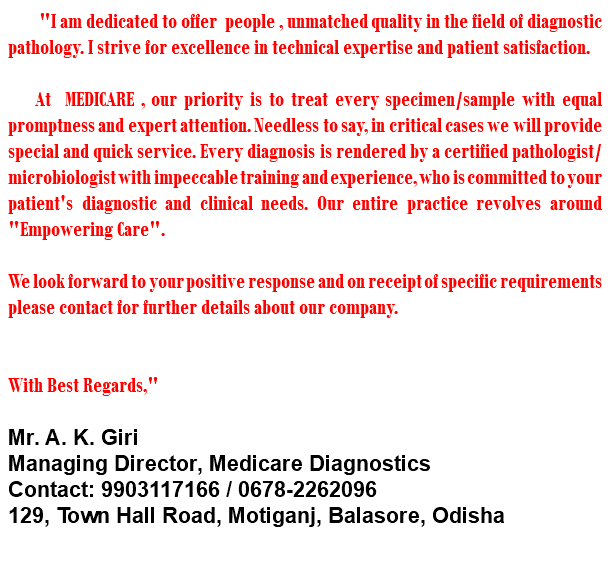 "I am dedicated to offer people , unmatched quality in the field of diagnostic
pathology. I strive for excellence in technical expertise and patient satisfaction.
At MEDICARE , our priority is to treat every specimen/sample with equal
promptness and expert attention. Needless to say, in critical cases we will provide
special and quick service. Every diagnosis is rendered by a certified pathologist/
microbiologist with impeccable training and experience, who is committed to your
patient's diagnostic and clinical needs. Our entire practice revolves around
"Empowering Care".
We look forward to your positive response and on receipt of specific requirements
please contact for further details about our company.
With Best Regards,"
Mr. A. K. Giri
Managing Director, Medicare Diagnostics
Contact: 9903117166 / 0678-2262096
129, Town Hall Road, Motiganj, Balasore, Odisha